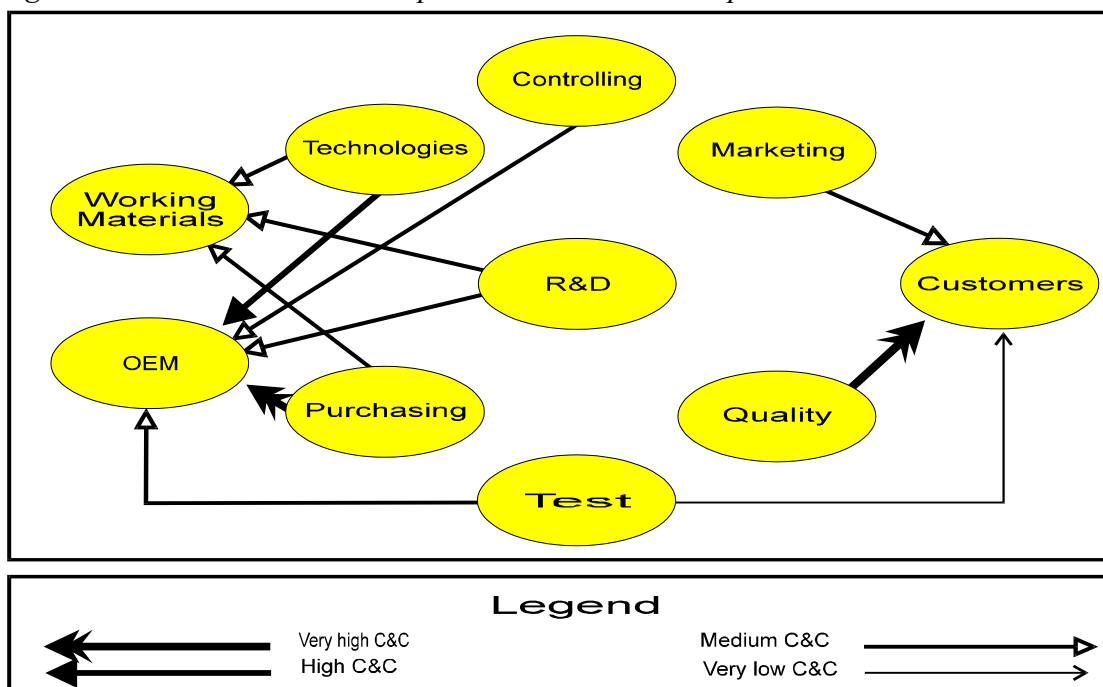 Controlling
Technologies
Marketing
Working
Materials
R&D
Customers
OEM
Purchasing
Quality
Test
Legend
Very high C&C
High C&C
Medium C&C
Very low C&C